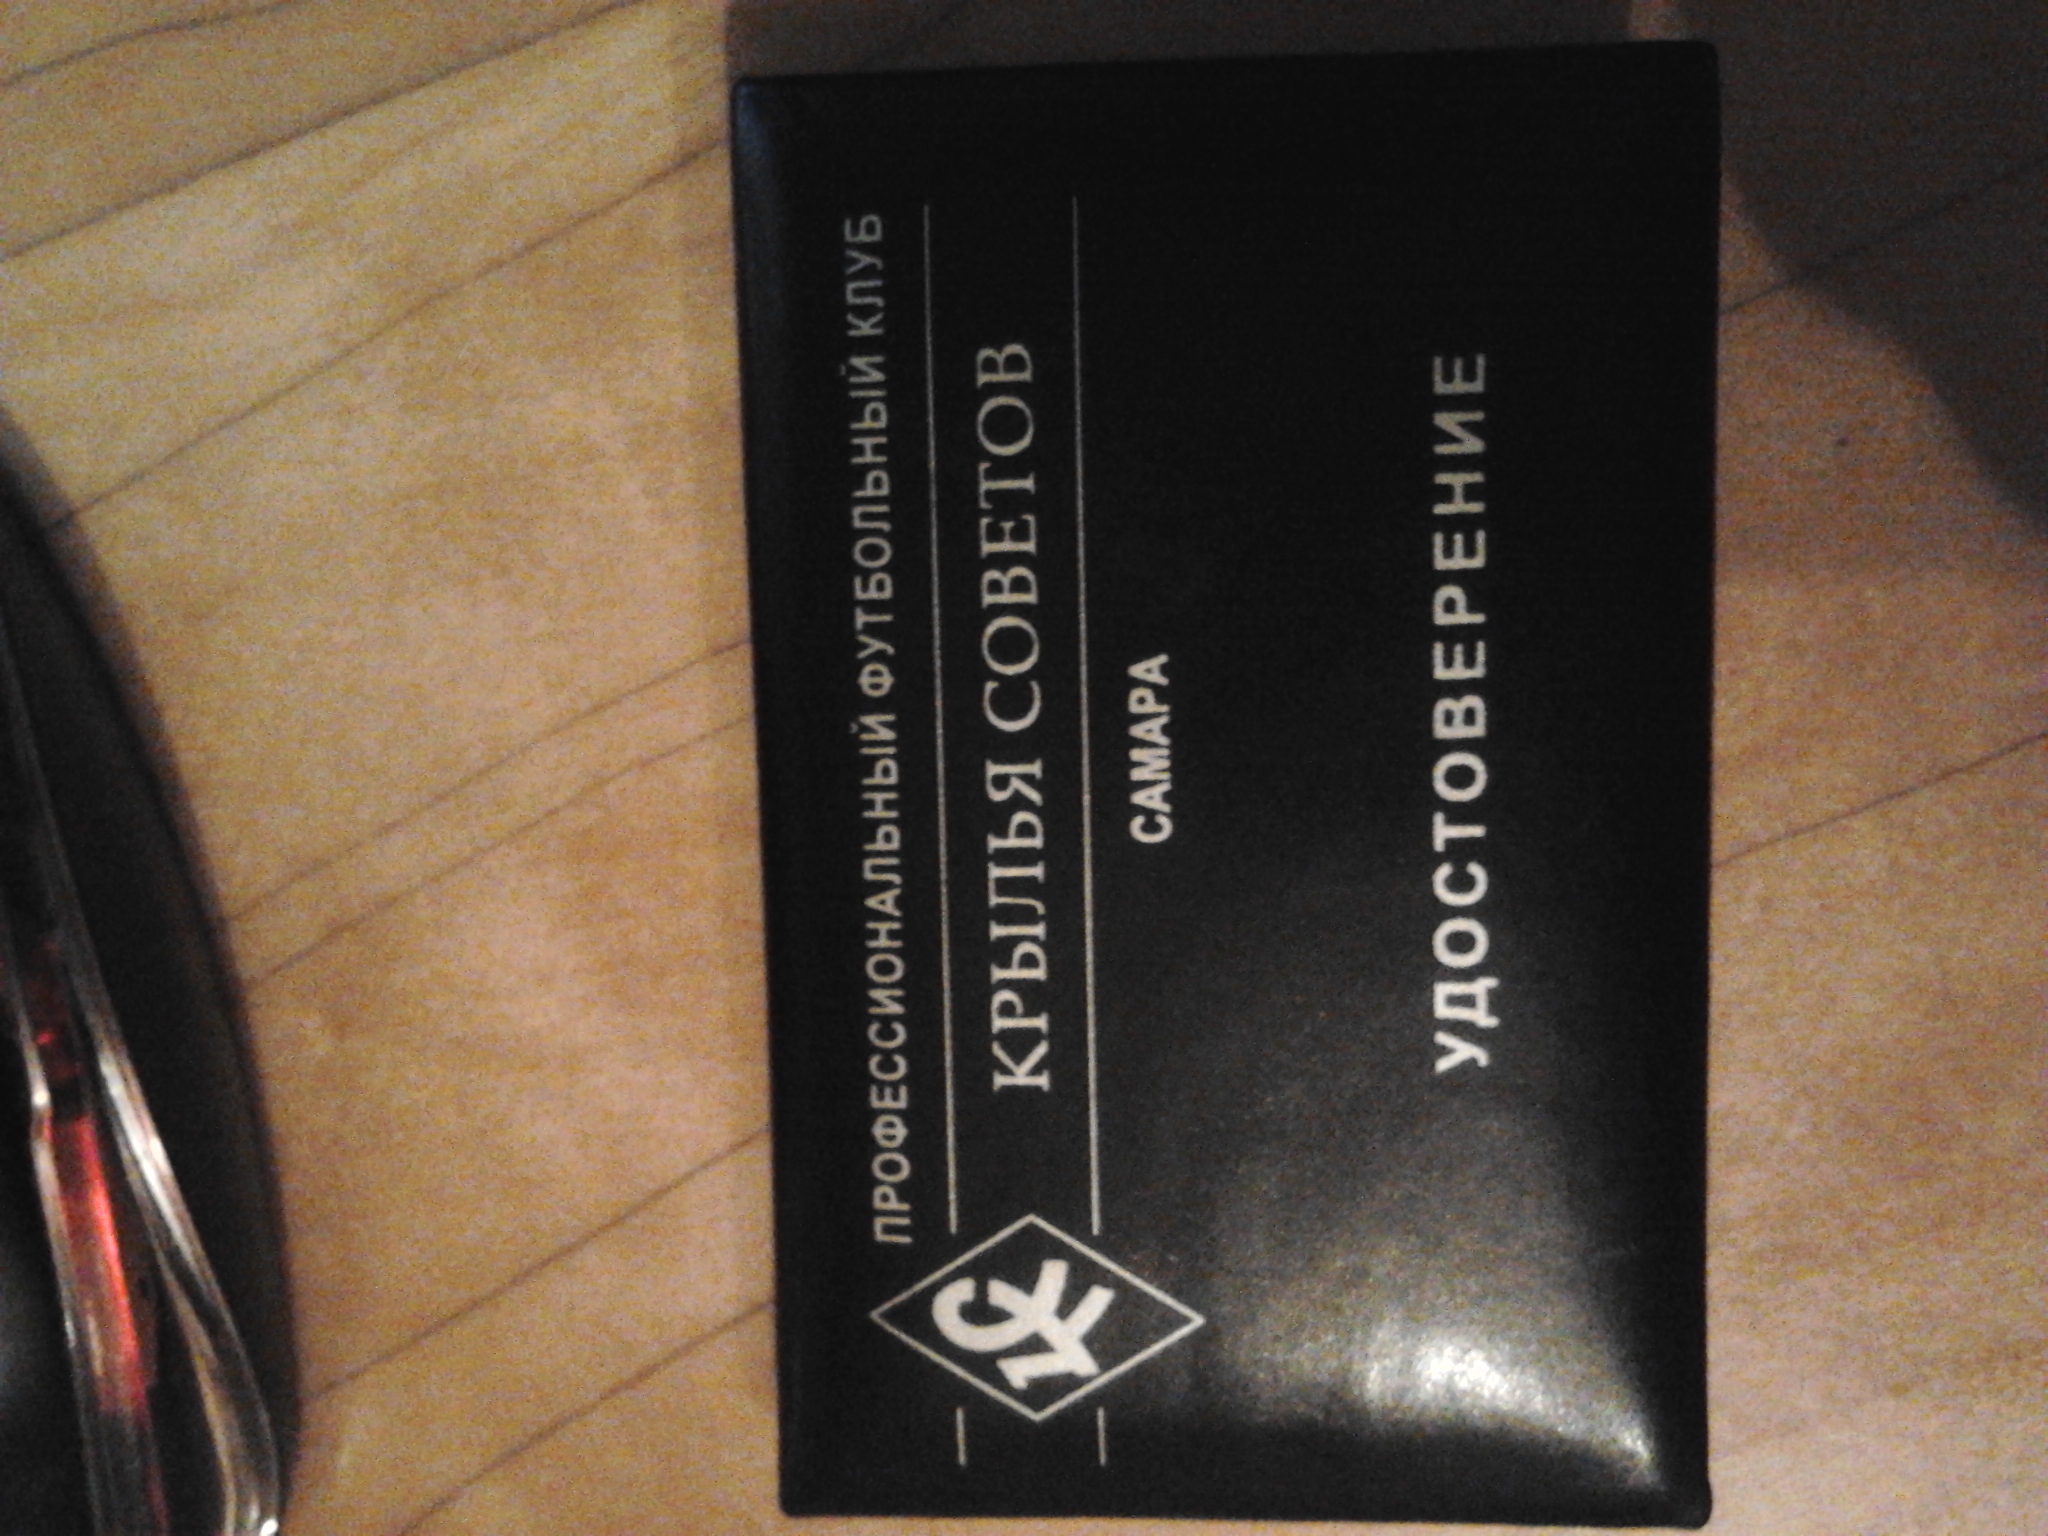 ПРОФЕССИОНАЛЬНЫЙ ФУТБОЛЬНЫЙ КЛУБ
КРЫЛЬЯ СОВЕТОВ
САМАРА
УДОСТОВЕРЕНИЕ